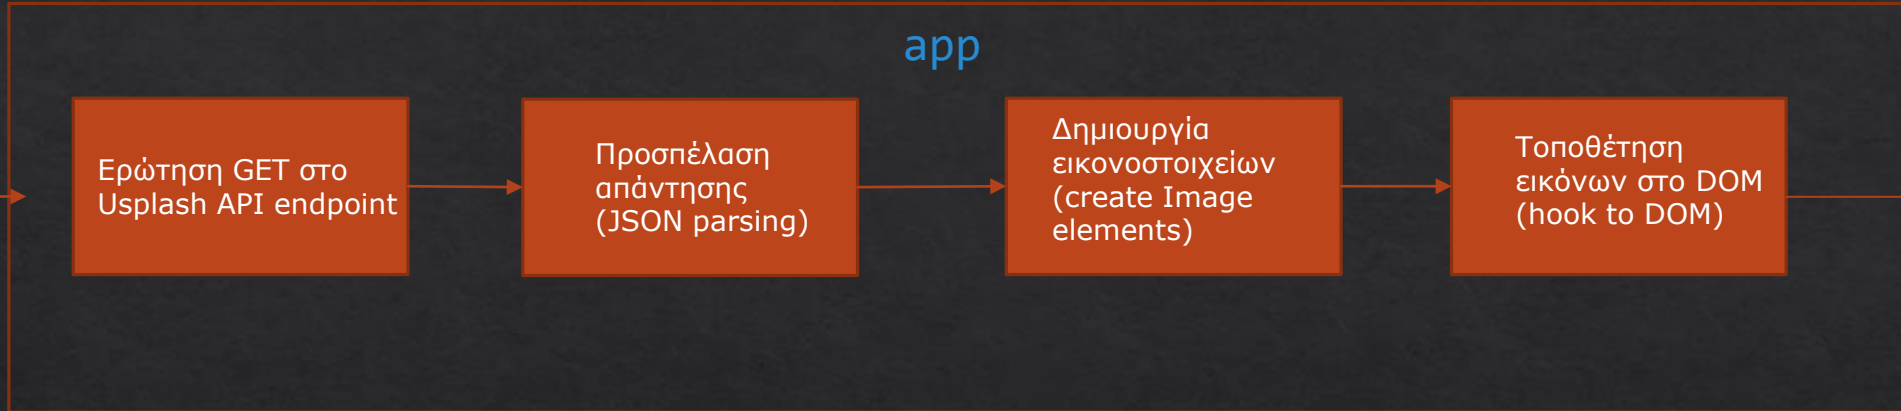 app
Ερώτηση GET στο
Usplash API endpoint
Προσπέλαση
απάντησης
(JSON parsing)
Δημιουργία
εικονοστοιχείων
(create Image
elements)
Τοποθέτηση
εικόνων στο DOM
(hook to DOM)